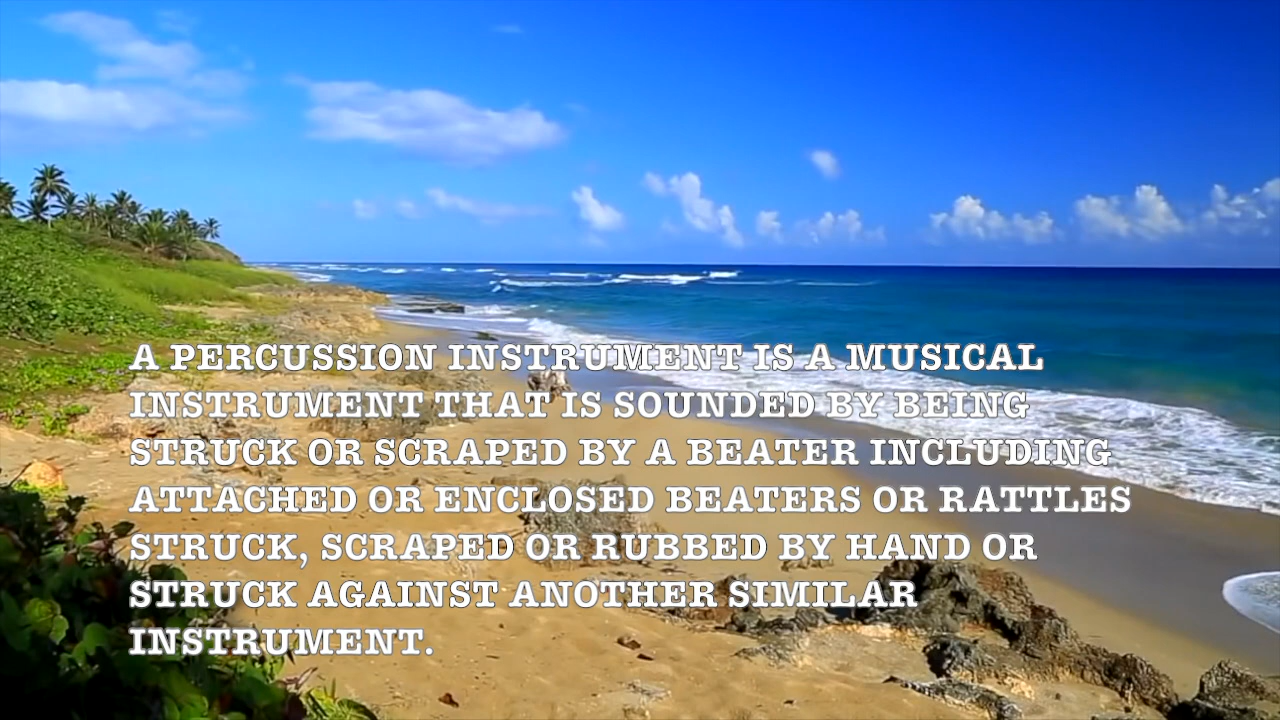 A PERCUSSION INSTRUMENT IS A MUSICAL
INSTRUMENT THAT IS SOUNDED BY BEING
STRUCK OR SCRAPED BY A BEATER INCLUDING
ATTACHED OR ENCLOSED BEATERS OR RATTLES
STRUCK, SCRAPED OR RUBBED BY HAND OR
STRUCK AGAINST ANOTHER SIMILAR
INSTRUMENT.